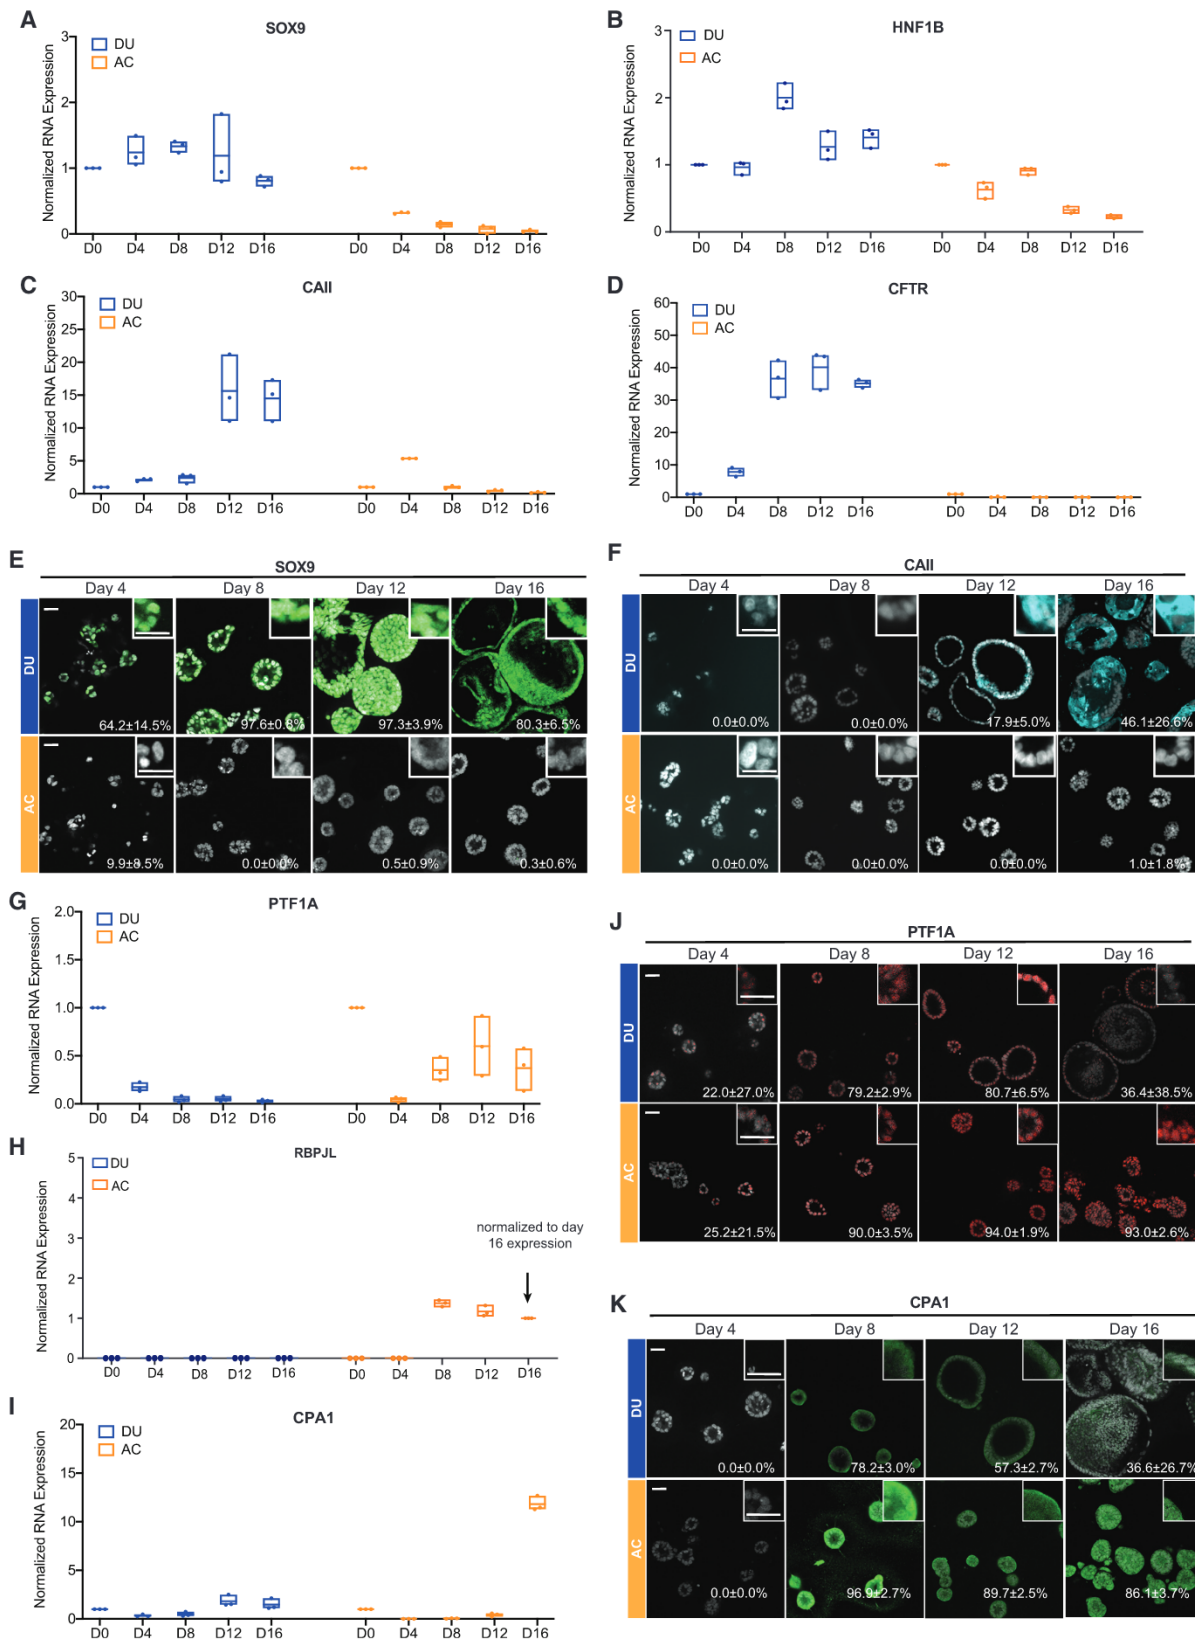 A
SOX9
Normalized RNA Expression
DU
AC
3
2
1
0
D0 D4 D8 D12 D16 D0 D4 D8 D12 D16
B
HNF1B
Normalized RNA Expression
DU
AC
3
2
1
0
D0 D4 D8 D12 D16 D0 D4 D8 D12 D16
C
CAII
Normalized RNA Expression
DU
AC
30
25
20
15
10
5
0
D0 D4 D8 D12 D16 D0 D4 D8 D12 D16
D
CFTR
Normalized RNA Expression
DU
AC
60
50
40
30
20
10
0
D0 D4 D8 D12 D16 D0 D4 D8 D12 D16
E
SOX9
Day 4 Day 8 Day 12 Day 16
DU
64.2±14.5% 97.6±0.8% 97.3±3.9% 80.3±6.5%
AC
9.9±8.5% 0.0±0.0% 0.5±0.9% 0.3±0.6%
F
CAII
Day 4 Day 8 Day 12 Day 16
DU
0.0±0.0% 0.0±0.0% 17.9±5.0% 46.1±26.6%
AC
0.0±0.0% 0.0±0.0% 0.0±0.0% 1.0±1.8%
G
PTF1A
Normalized RNA Expression
DU
AC
2.0
1.5
1.0
0.5
0.0
D0 D4 D8 D12 D16 D0 D4 D8 D12 D16
H
RBPJL
Normalized RNA Expression
DU
AC
5
4
3
2
1
0
normalized to day
16 expression
D0 D4 D8 D12 D16 D0 D4 D8 D12 D16
I
CPA1
Normalized RNA Expression
DU
AC
20
15
10
5
0
D0 D4 D8 D12 D16 D0 D4 D8 D12 D16
J
PTF1A
Day 4 Day 8 Day 12 Day 16
DU
22.0±27.0% 79.2±2.9% 80.7±6.5% 36.4±38.5%
AC
25.2±21.5% 90.0±3.5% 94.0±1.9% 93.0±2.6%
K
CPA1
Day 4 Day 8 Day 12 Day 16
DU
0.0±0.0% 78.2±3.0% 57.3±2.7% 36.6±26.7%
AC
0.0±0.0% 96.9±2.7% 89.7±2.5% 86.1±3.7%